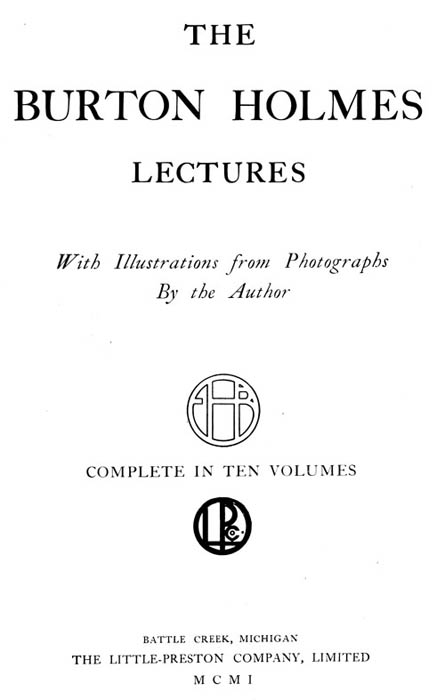 THE
BURTON HOLMES
LECTURES
With Illustrations from Photographs
By the Author
COMPLETE IN TEN VOLUMES
BATTLE CREEK, MICHIGAN
THE LITTLE-PRESTON COMPANY, LIMITED
MCMI